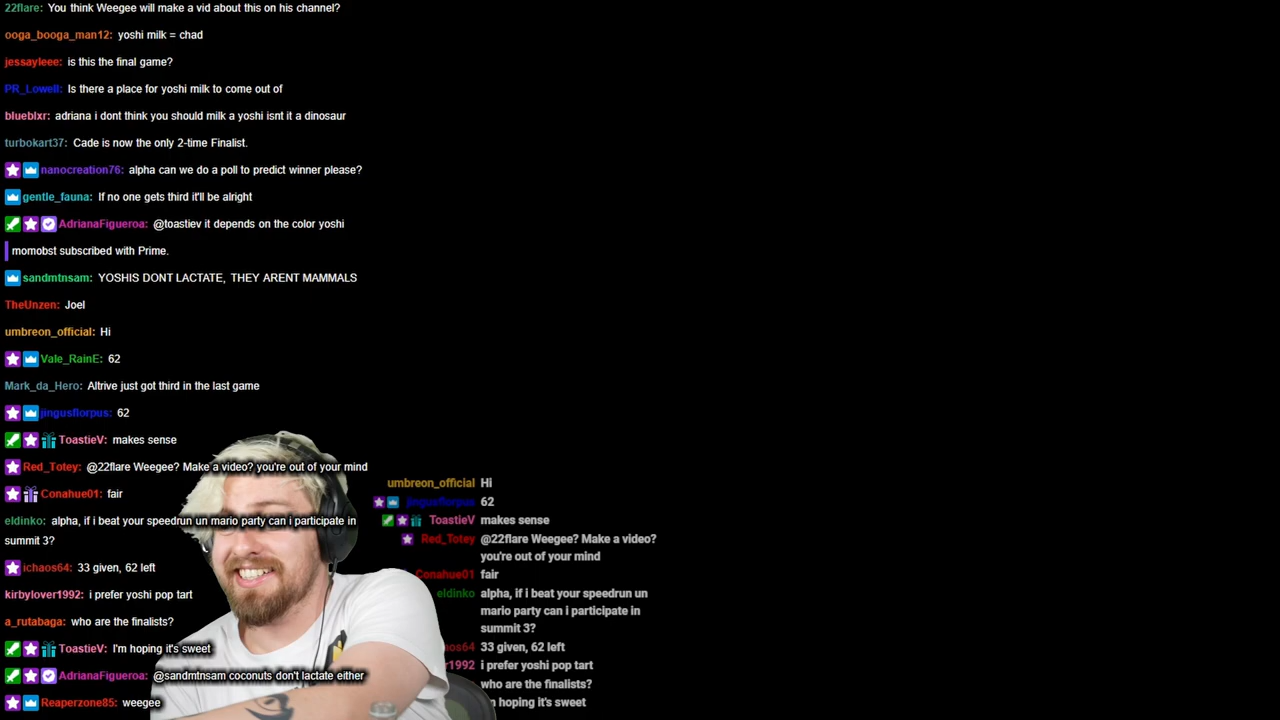 22flare: You think Weegee will make a vid about this on his channel?
ooga_booga_man12: yoshi milk = chad
jessayleee: is this the final game?
PR_Lowell: Is there a place for yoshi milk to come out of
blueblxr: adriana i dont think you should milk a yoshi isnt it a dinosaur
turbokart37: Cade is now the only 2-time Finalist.
nanocreation76: alpha can we do a poll to predict winner please?
gentle_fauna: If no one gets third it'll be alright
AdrianaFigueroa: @toastiev it depends on the color yoshi
momobst subscribed with Prime.
sandmtnsam: YOSHIS DONT LACTATE, THEY ARENT MAMMALS
TheUnzen: Joel
umbreon_official: Hi
Vale_RainE: 62
Mark_da_Hero: Altrive just got third in the last game
jingusflorpus: 62
ToastieV: makes sense
Red_Totey: @22flare Weegee? Make a video? you're out of your mind
Conahue01: fair
eldinko: alpha, if i beat your speedrun un mario party can i participate in
summit 3?
ichaos64: 33 given, 62 left
kirbylover1992: i prefer yoshi pop tart
a_rutabaga: who are the finalists?
ToastieV: I'm hoping it's sweet
AdrianaFigueroa: @sandmtnsam coconuts don't lactate either
Reaperzone85: weegee
umbreon_official Hi
jingusflorpus 62
ToastieV makes sense
Red_Totey @22flare Weegee? Make a video?
you're out of your mind
Conahue01 fair
eldinko alpha, if i beat your speedrun un
mario party can i participate in
summit 3?
os64 33 given, 62 left
1992 i prefer yoshi pop tart
who are the finalists?
hoping it's sweet